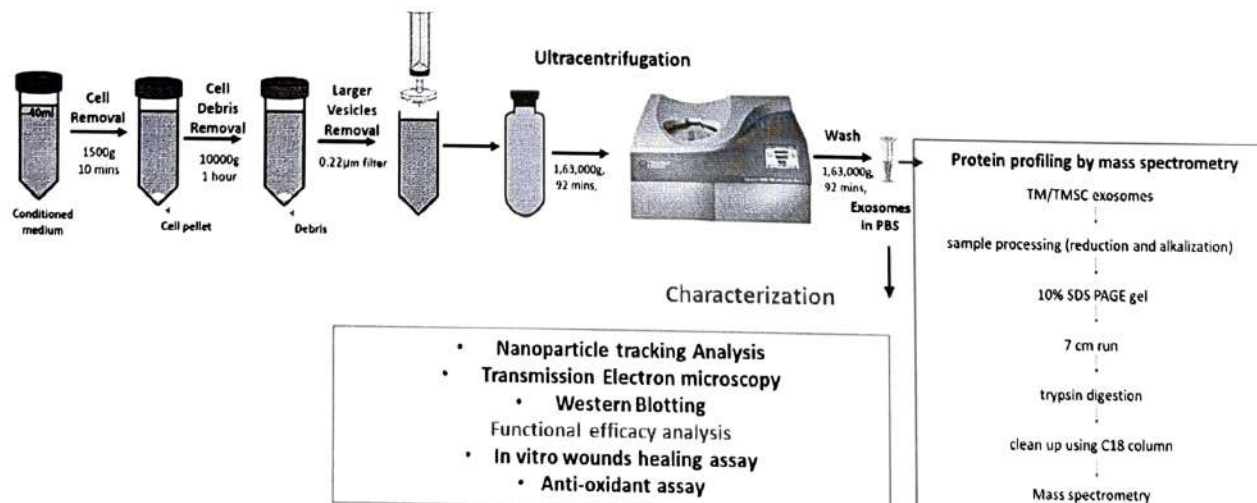 Ultracentrifugation
40ml
Cell
Removal
1500g
10 mins
Cell
Debris
Removal
10000g
1 hour
Larger
Vesicles
Removal
0.22μm filter
1,63,000g,
92 mins,
Wash
1,63,000g,
92 mins,
Exosomes
in PBS
Conditioned
medium
Cell pellet
Debris
Characterization
• Nanoparticle tracking Analysis
• Transmission Electron microscopy
• Western Blotting
Functional efficacy analysis
• In vitro wounds healing assay
• Anti-oxidant assay
Protein profiling by mass spectrometry
TM/TMSC exosomes
sample processing (reduction and alkalization)
10% SDS PAGE gel
7 cm run
trypsin digestion
clean up using C18 column
Mass spectrometry